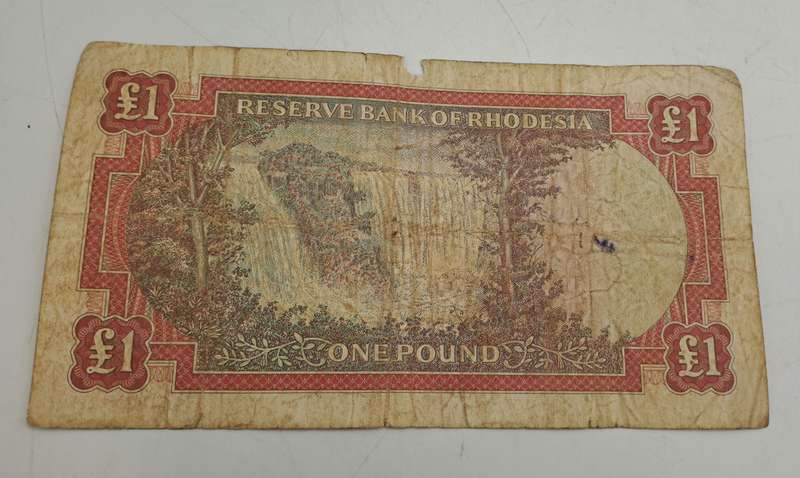 £1 £1
RESERVE BANK OF RHODESIA
£1 ONE POUND £1